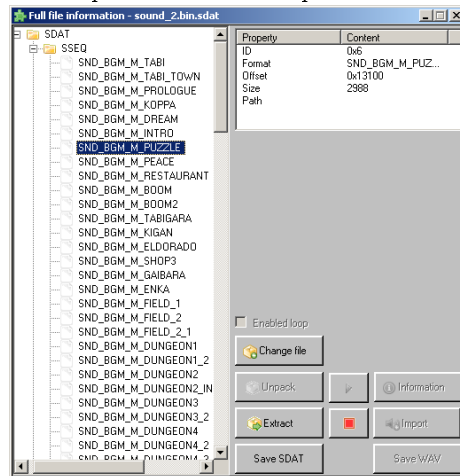 Full file information - sound_2.bin.sdat
SDAT
SSEQ
SND_BGM_M_TABI
SND_BGM_M_TABI_TOWN
SND_BGM_M_PROLOGUE
SND_BGM_M_KOPPA
SND_BGM_M_DREAM
SND_BGM_M_INTRO
SND_BGM_M_PUZZLE
SND_BGM_M_PEACE
SND_BGM_M_RESTAURANT
SND_BGM_M_BOOM
SND_BGM_M_BOOM2
SND_BGM_M_TABIGARA
SND_BGM_M_KIGAN
SND_BGM_M_ELDORADO
SND_BGM_M_SHOP3
SND_BGM_M_GAIBARA
SND_BGM_M_ENKA
SND_BGM_M_FIELD_1
SND_BGM_M_FIELD_2
SND_BGM_M_FIELD_2_1
SND_BGM_M_DUNGEON1
SND_BGM_M_DUNGEON1_2
SND_BGM_M_DUNGEON2
SND_BGM_M_DUNGEON2_IN
SND_BGM_M_DUNGEON3
SND_BGM_M_DUNGEON3_2
SND_BGM_M_DUNGEON4
SND_BGM_M_DUNGEON4_2
Property Content
ID 0x6
Format SND_BGM_M_PUZ...
Offset 0x13100
Size 2988
Path
Enabled loop
Change file
Unpack
Information
Extract
Import
Save SDAT
Save WAV